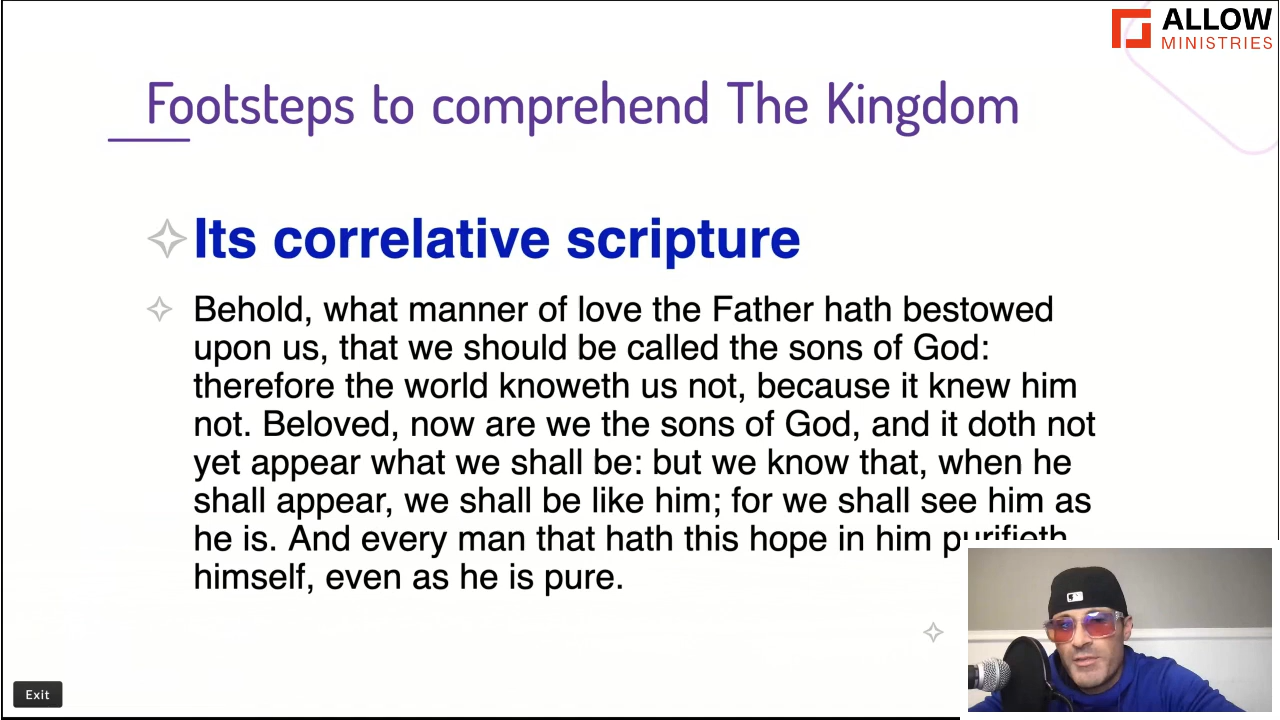 ALLOW
MINISTRIES
Footsteps to comprehend The Kingdom
Its correlative scripture
Behold, what manner of love the Father hath bestowed
upon us, that we should be called the sons of God:
therefore the world knoweth us not, because it knew him
not. Beloved, now are we the sons of God, and it doth not
yet appear what we shall be: but we know that, when he
shall appear, we shall be like him; for we shall see him as
he is. And every man that hath this hope in him purifieth
himself, even as he is pure.
Exit